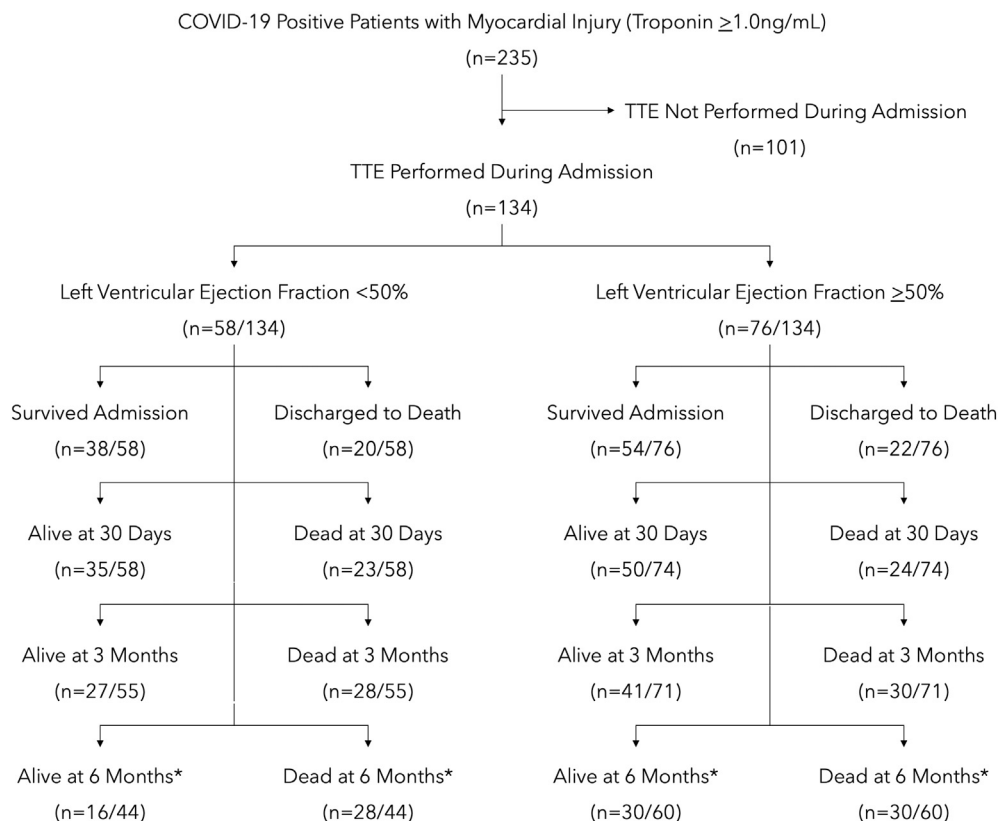 COVID-19 Positive Patients with Myocardial Injury (Troponin ≥1.0ng/mL)
(n=235)
TTE Not Performed During Admission
(n=101)
TTE Performed During Admission
(n=134)
Left Ventricular Ejection Fraction <50%
(n=58/134)
Left Ventricular Ejection Fraction ≥50%
(n=76/134)
Survived Admission
(n=38/58)
Discharged to Death
(n=20/58)
Survived Admission
(n=54/76)
Discharged to Death
(n=22/76)
Alive at 30 Days
(n=35/58)
Dead at 30 Days
(n=23/58)
Alive at 30 Days
(n=50/74)
Dead at 30 Days
(n=24/74)
Alive at 3 Months
(n=27/55)
Dead at 3 Months
(n=28/55)
Alive at 3 Months
(n=41/71)
Dead at 3 Months
(n=30/71)
Alive at 6 Months*
(n=16/44)
Dead at 6 Months*
(n=28/44)
Alive at 6 Months*
(n=30/60)
Dead at 6 Months*
(n=30/60)